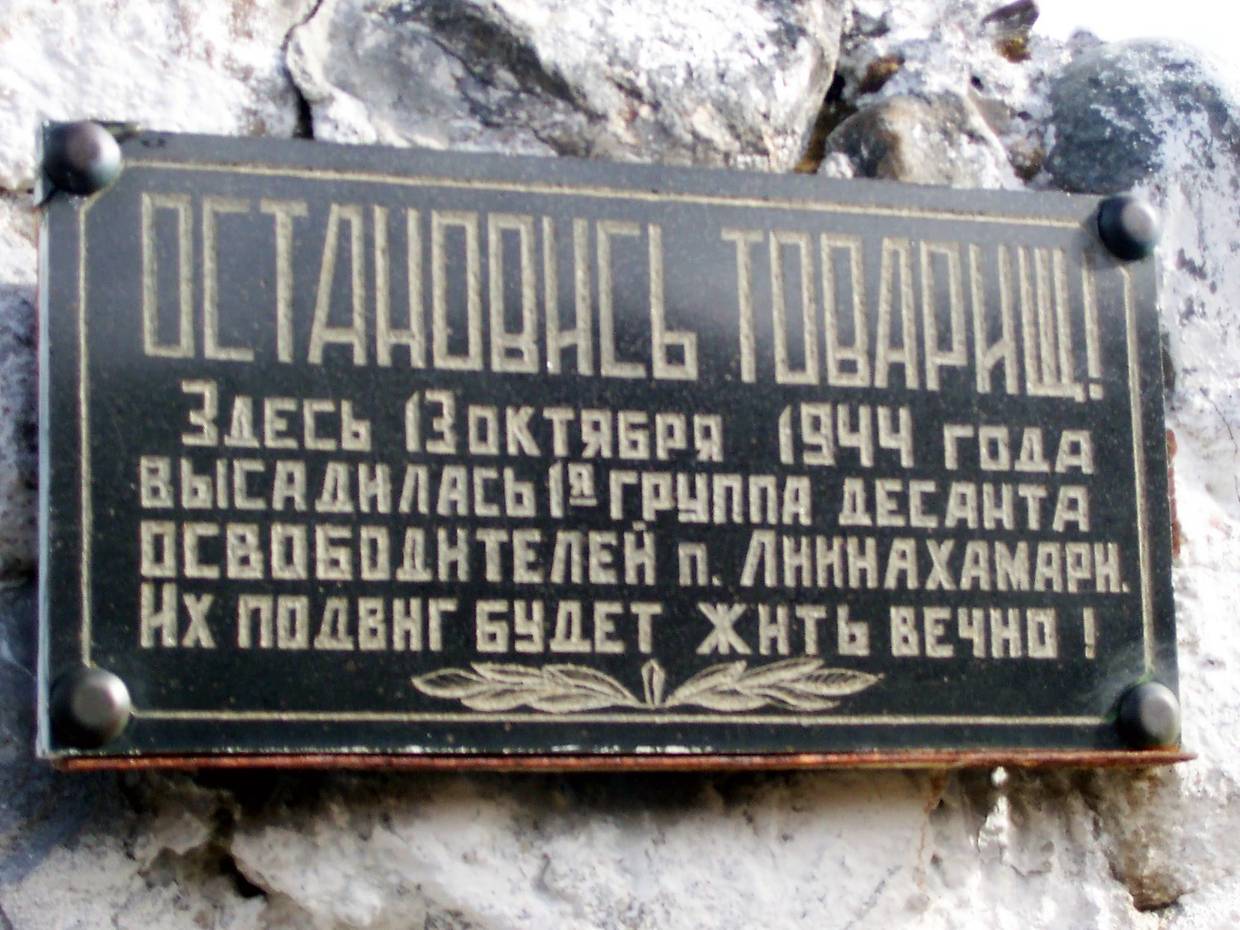 ОСТАНОВИСЬ ТОВАРИЩ!
ЗДЕСЬ 13 ОКТЯБРЯ 1944 ГОДА
ВЫСАДИЛАСЬ 1Я ГРУППА ДЕСАНТА
ОСВОБОДИТЕЛЕЙ п. ЛИИНАХАМАРИ.
ИХ ПОДВИГ БУДЕТ ЖИТЬ ВЕЧНО!